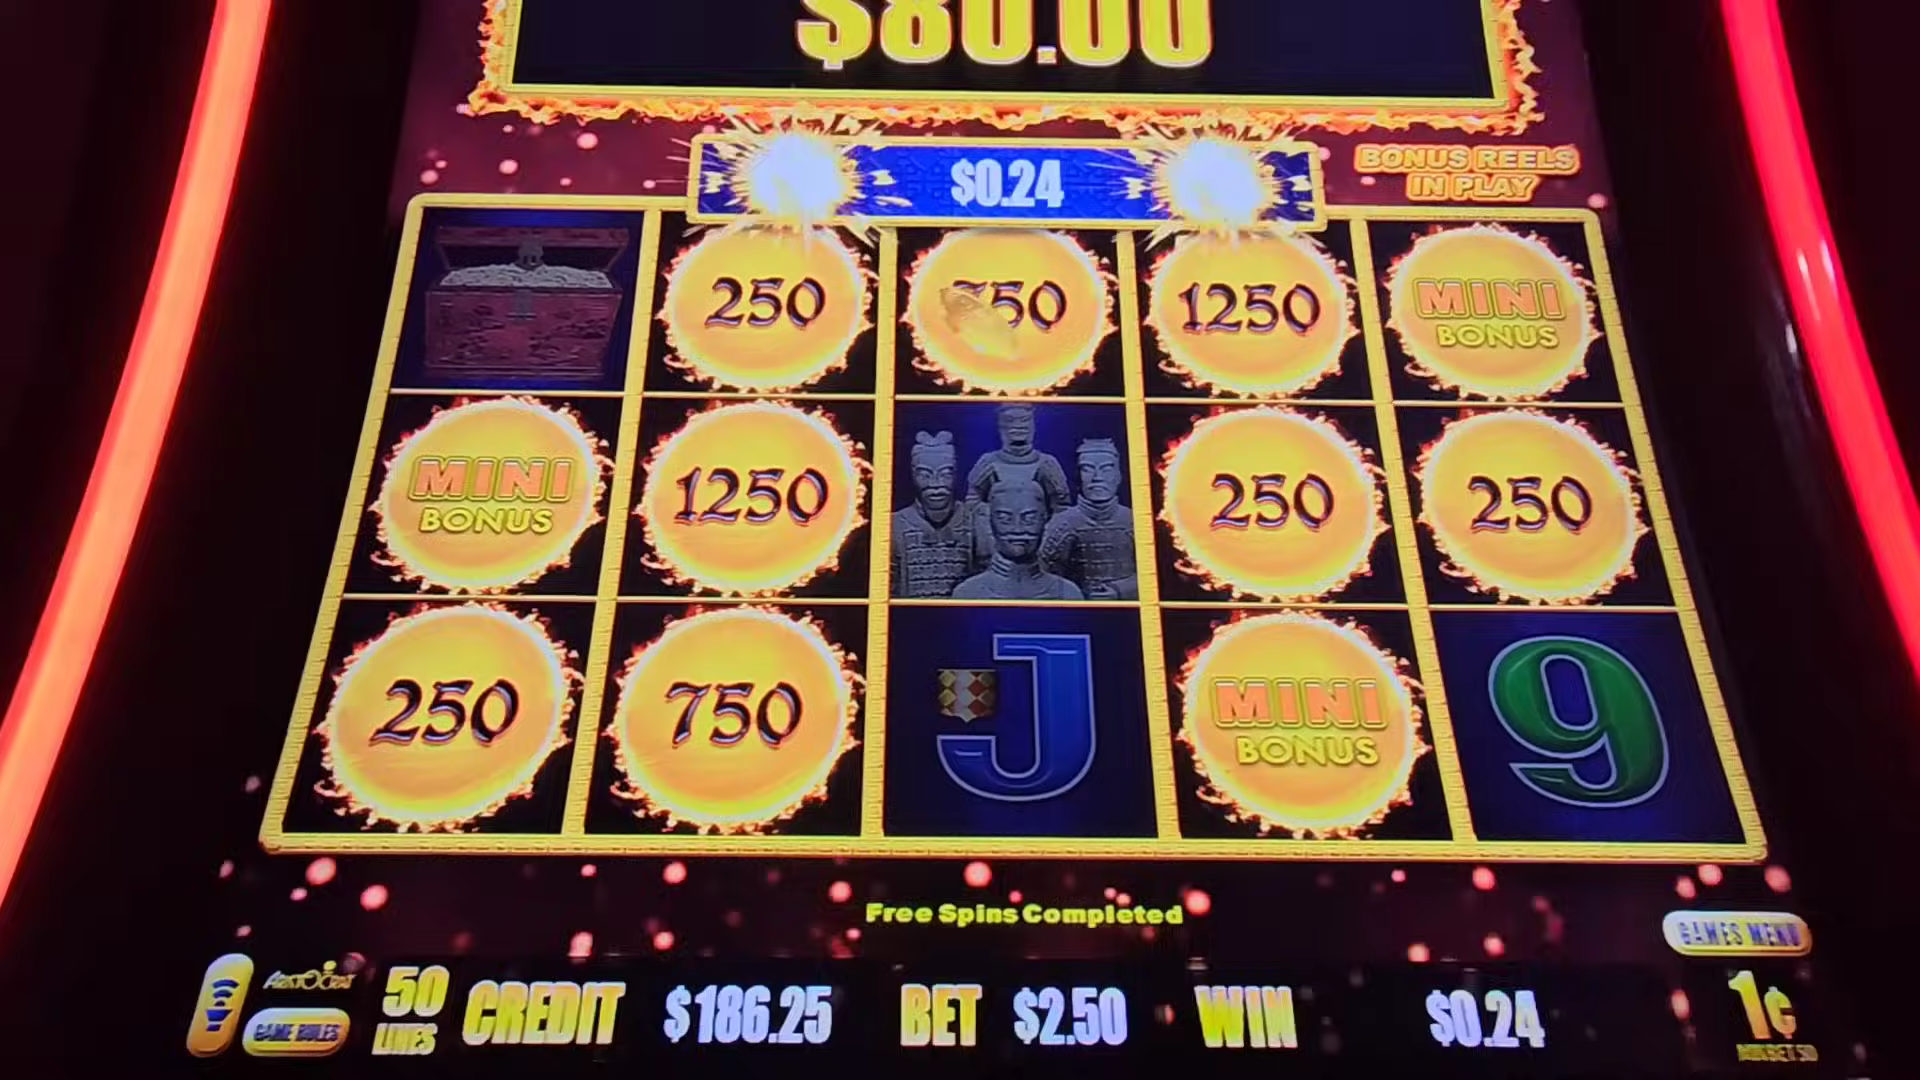 $80.00
$0.24
BONUS REELS
IN PLAY
250
750
1250
MINI
BONUS
MINI
BONUS
1250
250
250
250
750
J
MINI
BONUS
9
Free Spins Completed
GAMES MENU
ARISTOCRAT
GAME RULES
50
LINES
CREDIT $186.25 BET $2.50 WIN $0.24
1¢